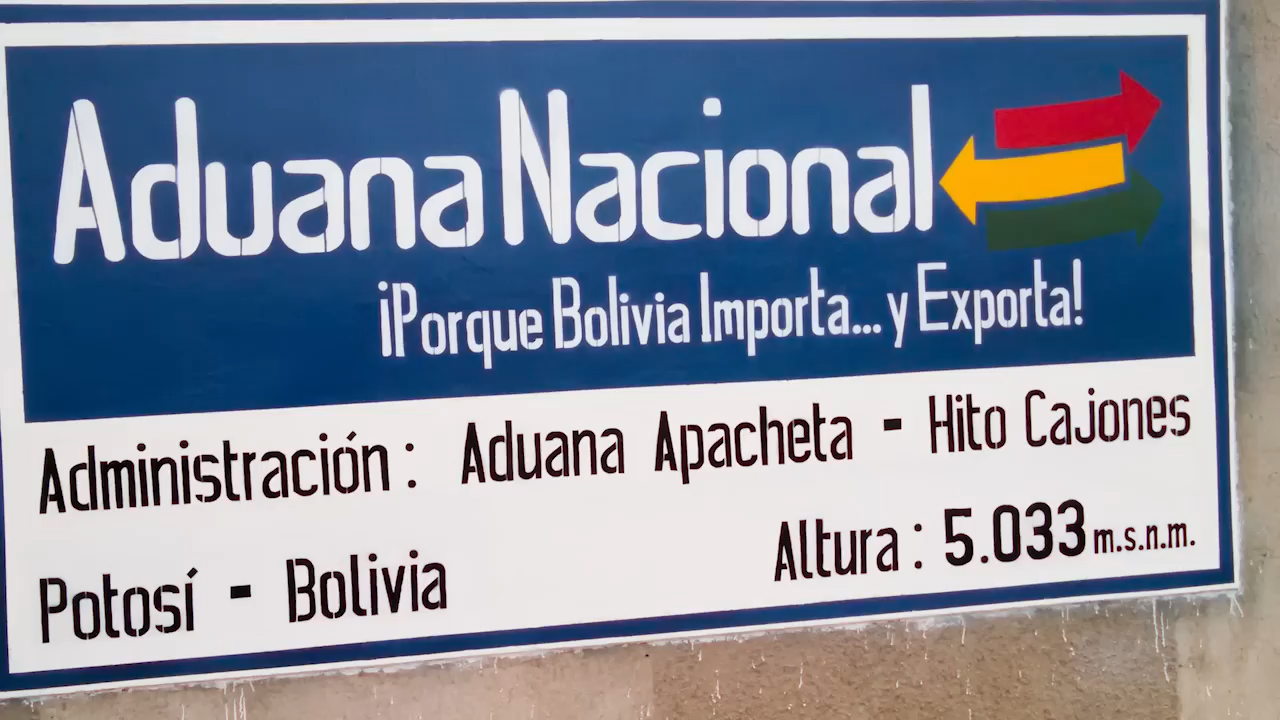 Aduana Nacional
¡Porque Bolivia Importa... y Exporta!
Administración : Aduana Apacheta - Hito Cajones
Potosí - Bolivia
Altura : 5.033 m.s.n.m.